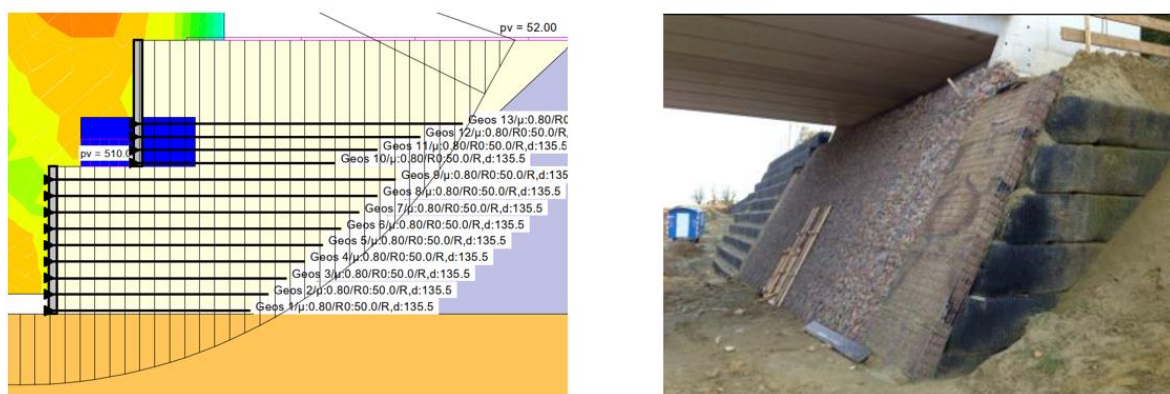 pv = 52.00
Geos 13/µ:0.80/R0
Geos 12/µ:0.80/R0:50.0/R,
Geos 11/µ:0.80/R0:50.0/R,d:135.5
Geos 10/µ:0.80/R0:50.0/R,d:135.5
pv = 510.0
Geos 9/µ:0.80/R0:50.0/R,d:135.5
Geos 8/µ:0.80/R0:50.0/R,d:135.5
Geos 7/µ:0.80/R0:50.0/R,d:135.5
Geos 6/µ:0.80/R0:50.0/R,d:135.5
Geos 5/µ:0.80/R0:50.0/R,d:135.5
Geos 4/µ:0.80/R0:50.0/R,d:135.5
Geos 3/µ:0.80/R0:50.0/R,d:135.5
Geos 2/µ:0.80/R0:50.0/R,d:135.5
Geos 1/µ:0.80/R0:50.0/R,d:135.5